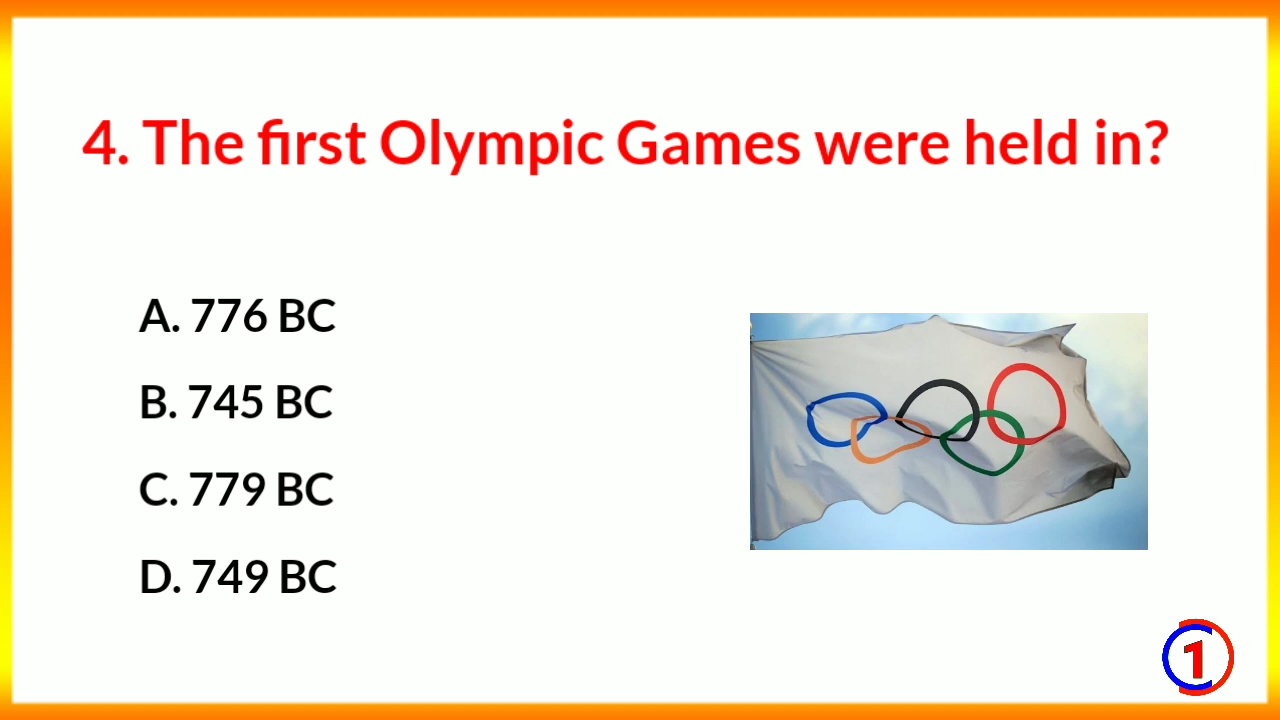 4. The first Olympic Games were held in?
A. 776 BC
B. 745 BC
C. 779 BC
D. 749 BC
1